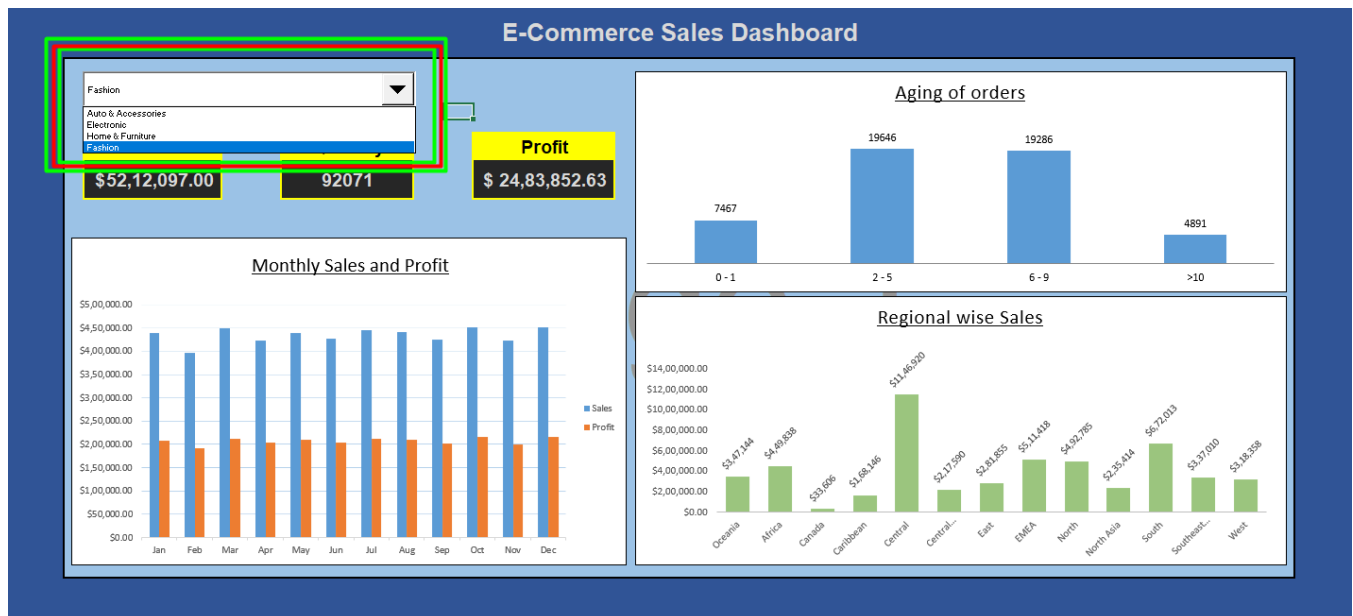 E-Commerce Sales Dashboard
Fashion
Auto & Accessories
Electronic
Home & Furniture
Fashion
Profit
$52,12,097.00
92071
$ 24,83,852.63
Aging of orders
7467
19646
19286
4891
0 - 1
2 - 5
6 - 9
>10
Monthly Sales and Profit
$5,00,000.00
$4,50,000.00
$4,00,000.00
$3,50,000.00
$3,00,000.00
$2,50,000.00
$2,00,000.00
$1,50,000.00
$1,00,000.00
$50,000.00
$0.00
Jan
Feb
Mar
Apr
May
Jun
Jul
Aug
Sep
Oct
Nov
Dec
Sales
Profit
Regional wise Sales
$14,00,000.00
$12,00,000.00
$10,00,000.00
$8,00,000.00
$6,00,000.00
$4,00,000.00
$2,00,000.00
$0.00
$3,47,144
$4,49,838
$33,606
$1,68,146
$11,46,920
$2,17,590
$2,81,855
$5,11,418
$4,92,785
$2,35,414
$6,72,013
$3,37,010
$3,18,358
Oceania
Africa
Canada
Caribbean
Central
Central...
East
EMEA
North
North Asia
South
Southeast...
West